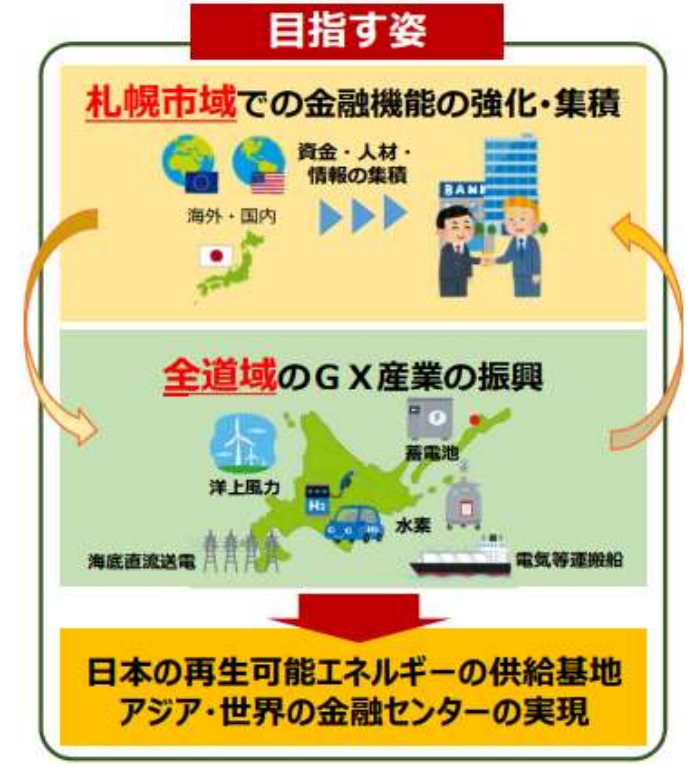 目指す姿
札幌市域での金融機能の強化・集積
資金・人材・
情報の集積
BANK
海外・国内
全道域のＧＸ産業の振興
蓄電池
洋上風力
H2
水素
海底直流送電
電気等運搬船
日本の再生可能エネルギーの供給基地
アジア・世界の金融センターの実現